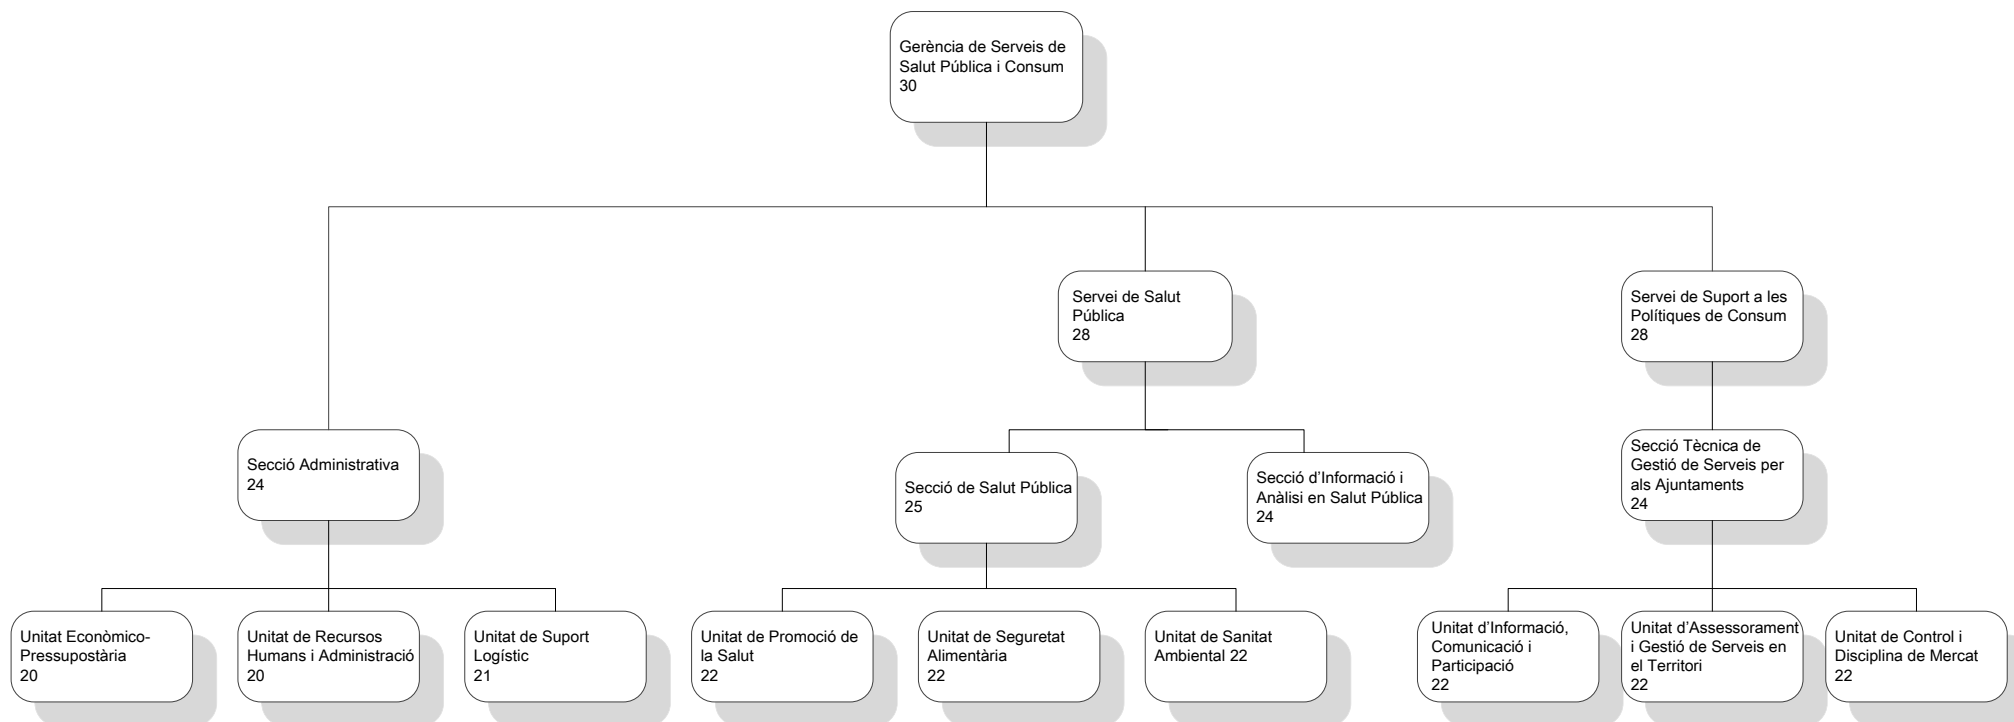 Gerència de Serveis de
Salut Pública i Consum
30
Servei de Salut
Pública
28
Servei de Suport a les
Polítiques de Consum
28
Secció Administrativa
24
Secció de Salut Pública
25
Secció d’Informació i
Anàlisi en Salut Pública
24
Secció Tècnica de
Gestió de Serveis per
als Ajuntaments
24
Unitat Econòmico-
Pressupostària
20
Unitat de Recursos
Humans i Administració
20
Unitat de Suport
Logístic
21
Unitat de Promoció de
la Salut
22
Unitat de Seguretat
Alimentària
22
Unitat de Sanitat
Ambiental 22
Unitat d’Informació,
Comunicació i
Participació
22
Unitat d’Assessorament
i Gestió de Serveis en
el Territori
22
Unitat de Control i
Disciplina de Mercat
22